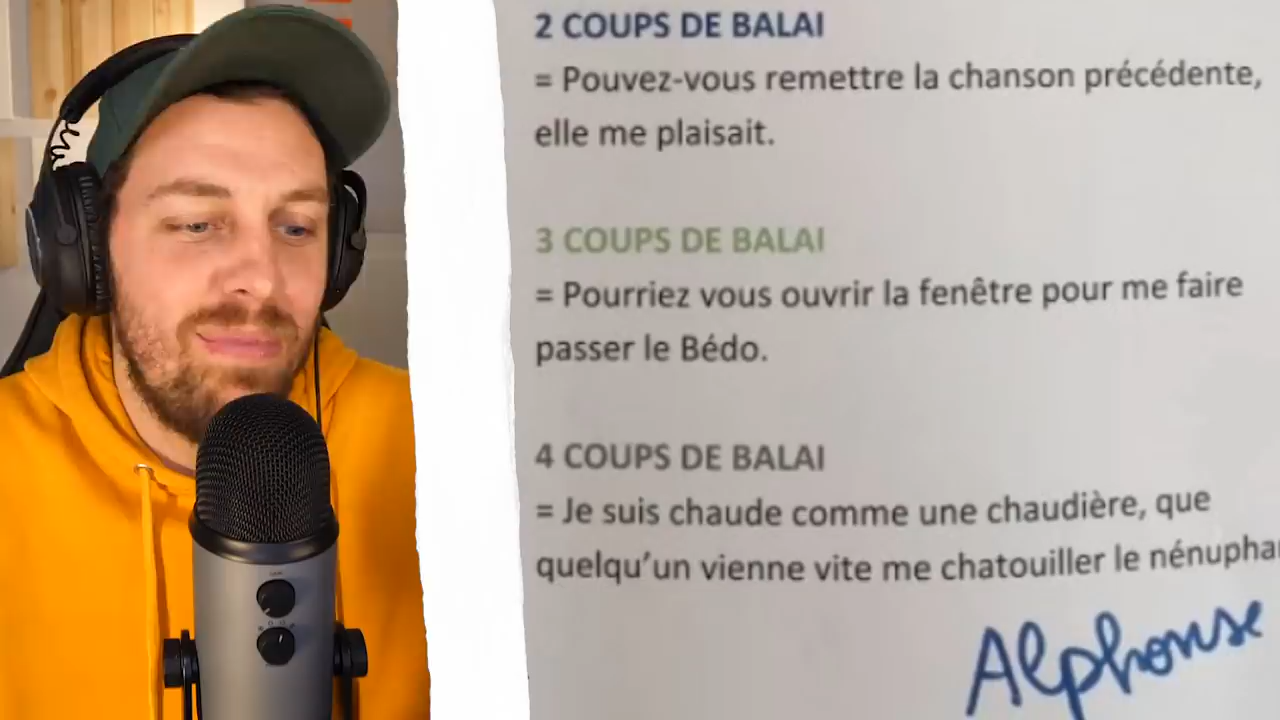 2 COUPS DE BALAI
= Pouvez-vous remettre la chanson précédente,
elle me plaisait.
3 COUPS DE BALAI
= Pourriez vous ouvrir la fenêtre pour me faire
passer le Bédo.
4 COUPS DE BALAI
= Je suis chaude comme une chaudière, que
quelqu’un vienne vite me chatouiller le nénuphar
Alphonse